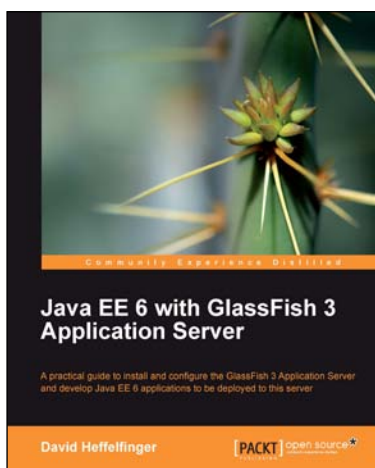 Community Experience Distilled
Java EE 6 with GlassFish 3
Application Server
A practical guide to install and configure the GlassFish 3 Application Server
and develop Java EE 6 applications to be deployed to this server
David Heffelfinger
[PACKT] open source*
PUBLISHING